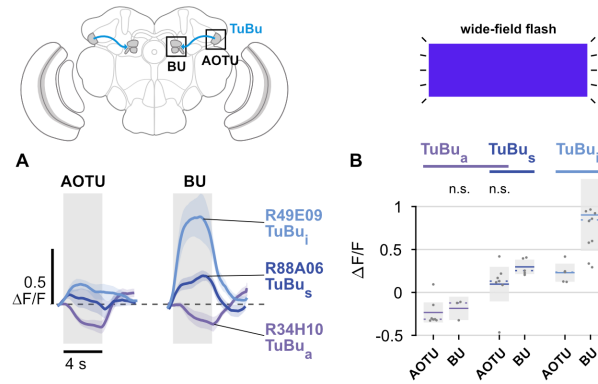 TuBu
BU
AOTU
wide-field flash
A
AOTU
BU
R49E09
TuBui
R88A06
TuBus
R34H10
TuBua
0.5
ΔF/F
4 s
B
TuBua TuBus TuBui
n.s. n.s.
ΔF/F
1
0.5
0
-0.5
AOTU BU AOTU BU AOTU BU